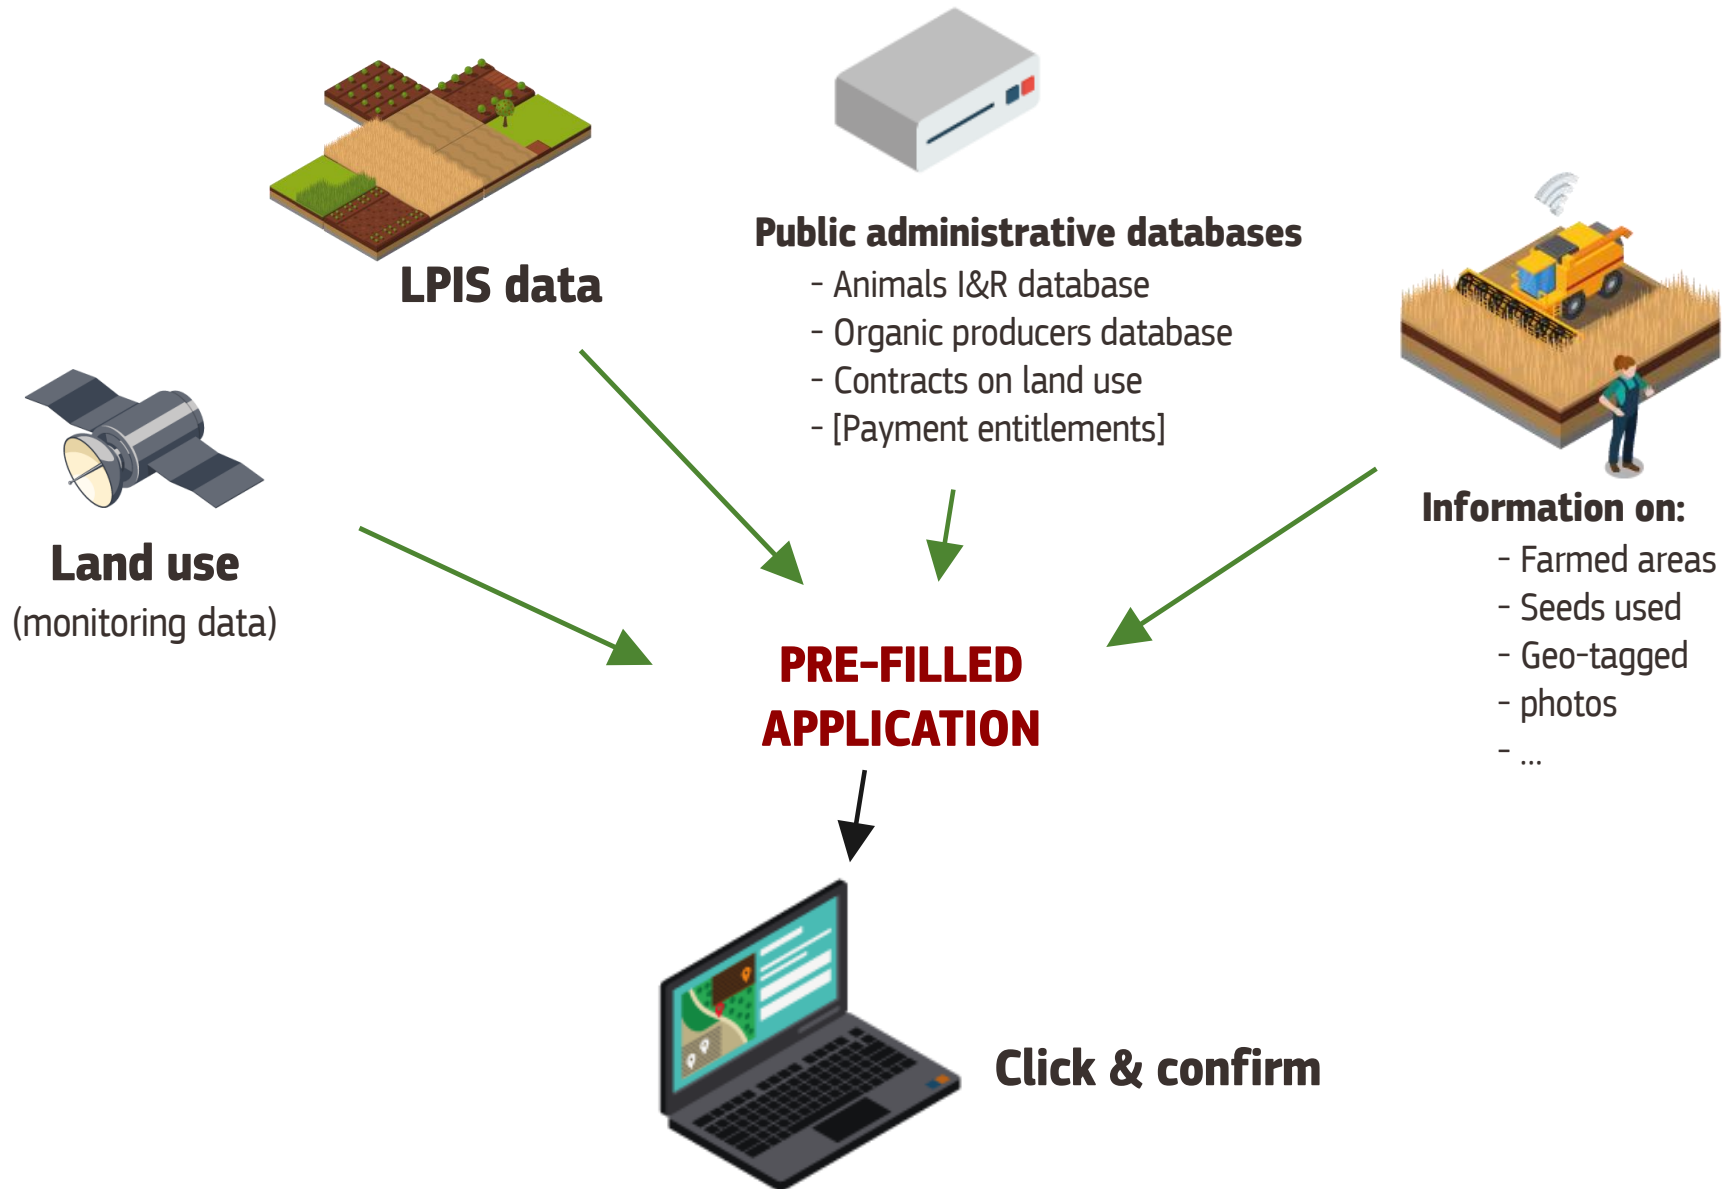 LPIS data
Public administrative databases
- Animals I&R database
- Organic producers database
- Contracts on land use
- [Payment entitlements]
Land use
(monitoring data)
Information on:
- Farmed areas
- Seeds used
- Geo-tagged
- photos
- ...
PRE-FILLED
APPLICATION
Click & confirm